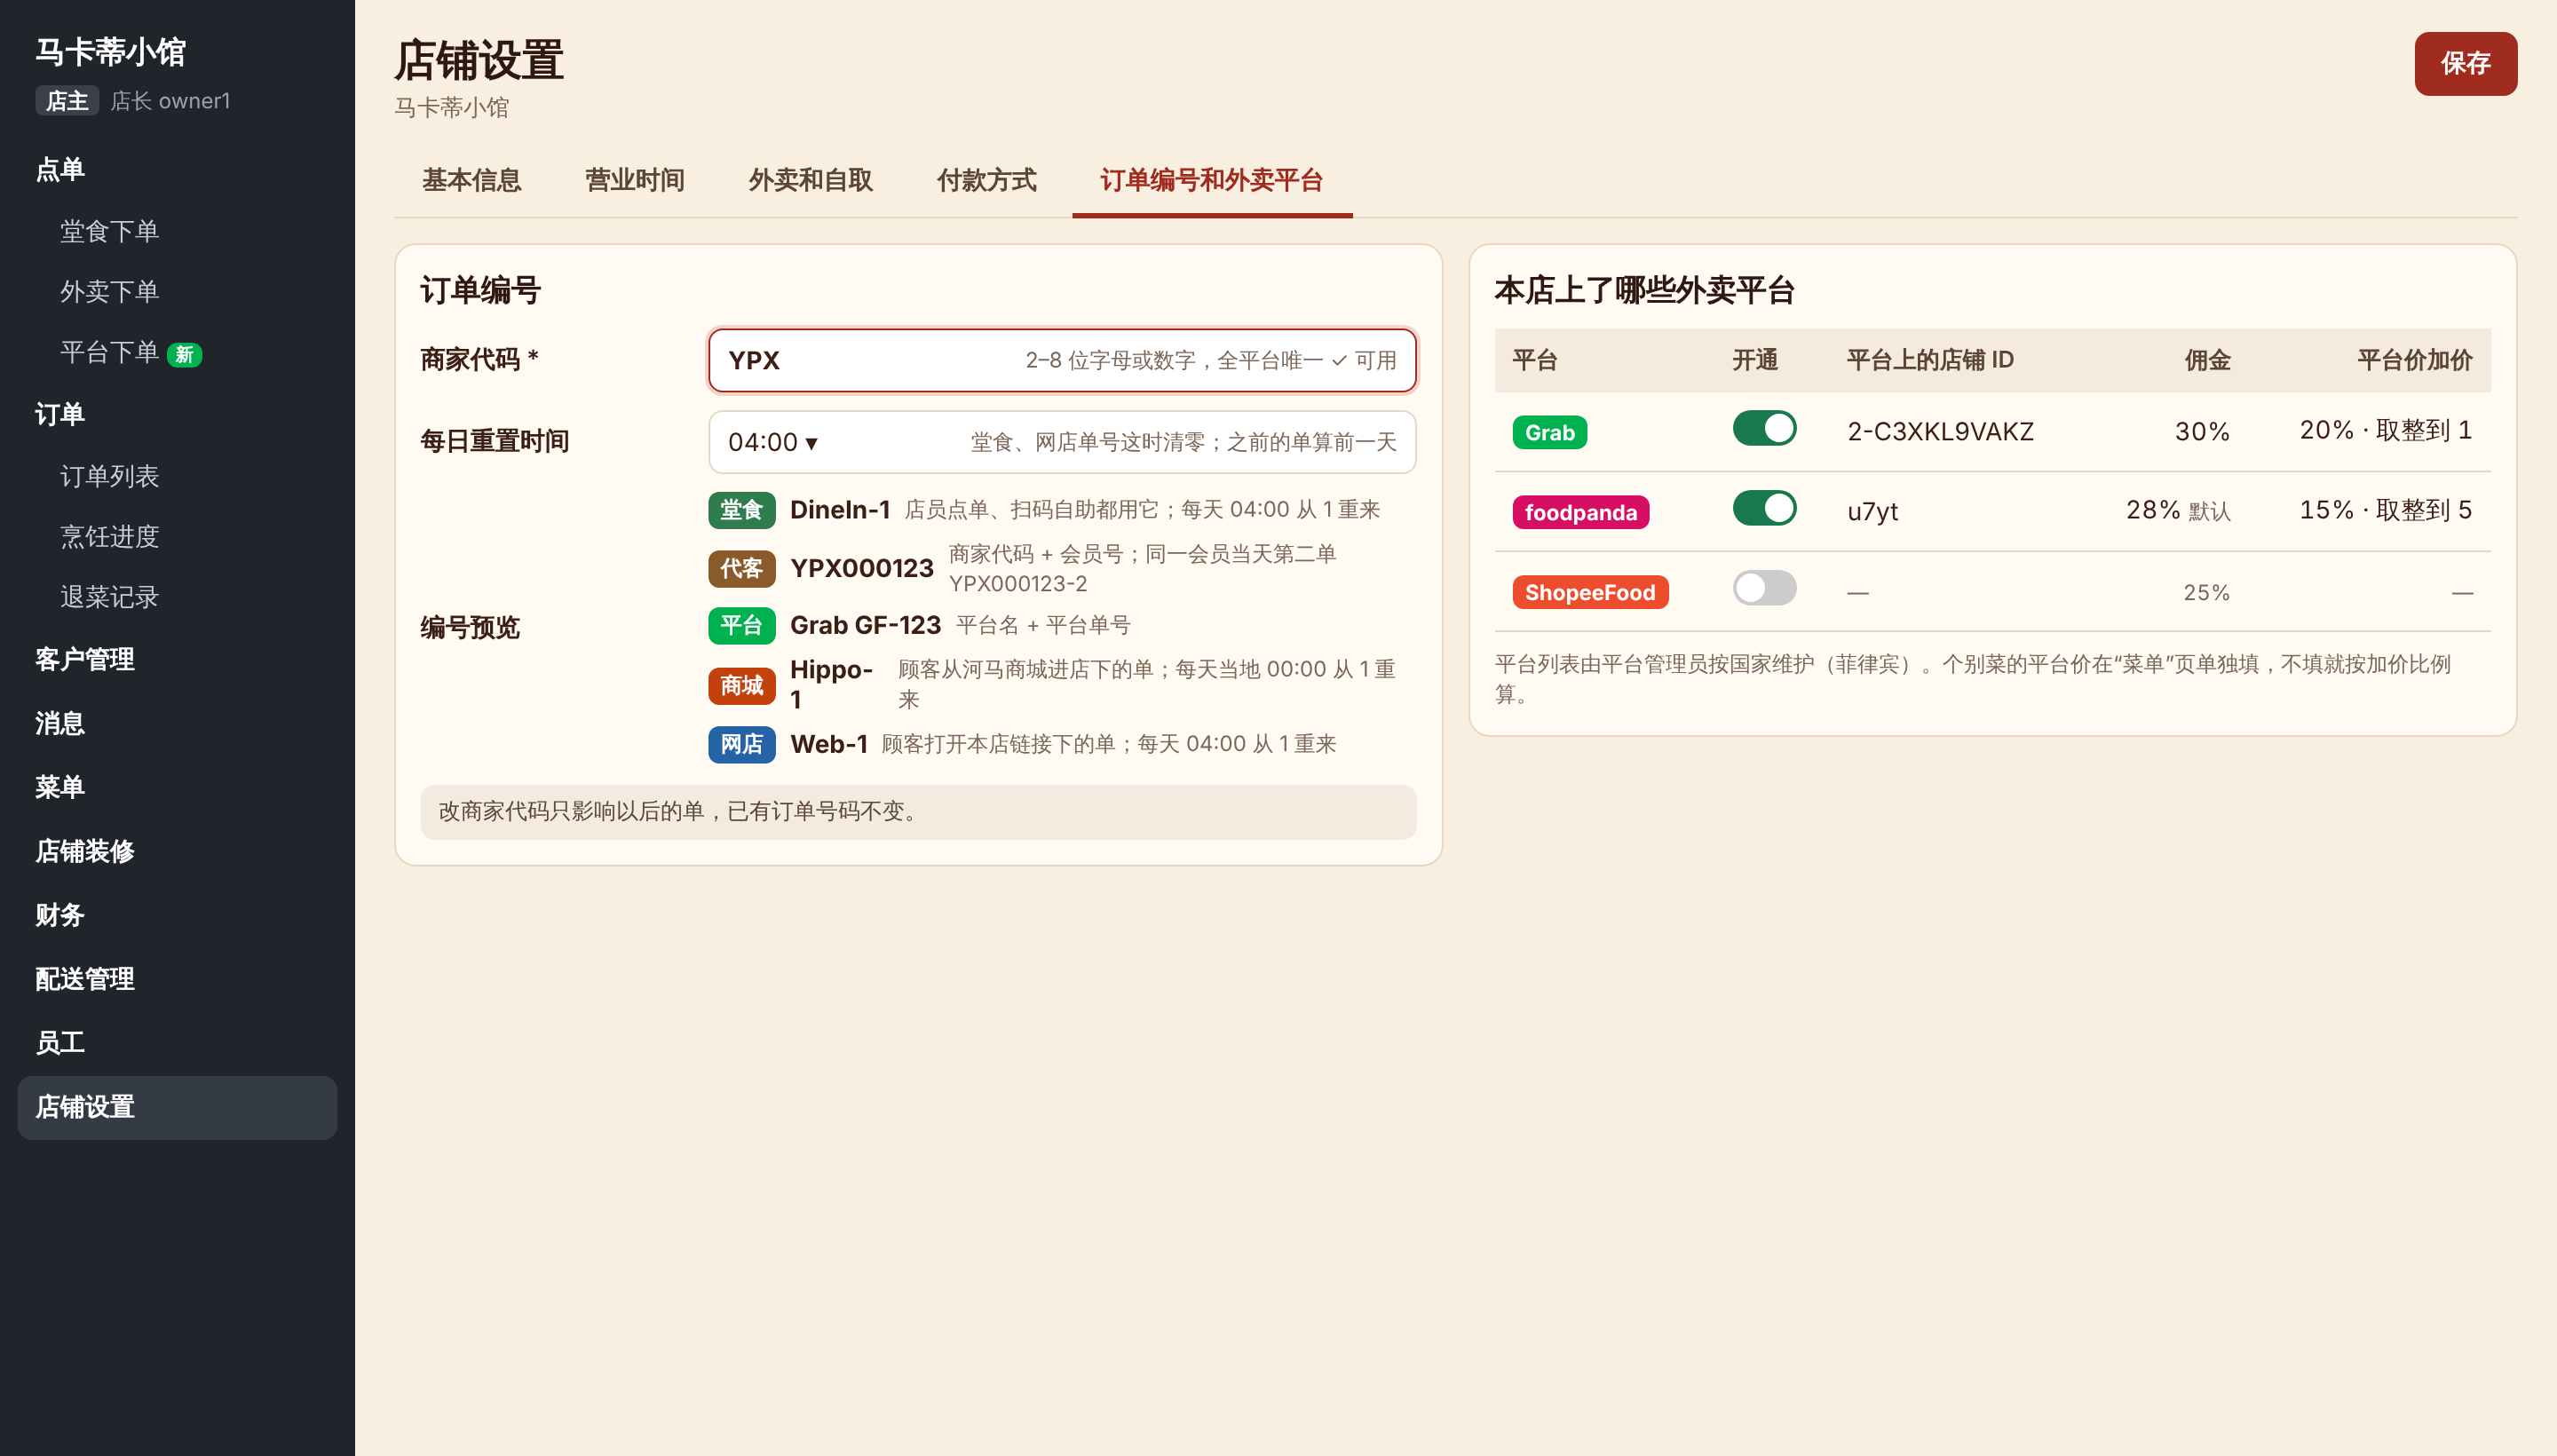 马卡蒂小馆
店主 店长 owner1
点单
堂食下单
外卖下单
平台下单 新
订单
订单列表
烹饪进度
退菜记录
客户管理
消息
菜单
店铺装修
财务
配送管理
员工
店铺设置
店铺设置
马卡蒂小馆
保存
基本信息 营业时间 外卖和自取 付款方式 订单编号和外卖平台
订单编号
商家代码 * YPX 2–8 位字母或数字，全平台唯一 ✓ 可用
每日重置时间 04:00 ▾ 堂食、网店单号这时清零；之前的单算前一天
编号预览
堂食 DineIn-1 店员点单、扫码自助都用它；每天 04:00 从 1 重来
代客 YPX000123 商家代码 + 会员号；同一会员当天第二单
YPX000123-2
平台 Grab GF-123 平台名 + 平台单号
商城 Hippo- 顾客从河马商城进店下的单；每天当地 00:00 从 1 重
1 来
网店 Web-1 顾客打开本店链接下的单；每天 04:00 从 1 重来
改商家代码只影响以后的单，已有订单号码不变。
本店上了哪些外卖平台
平台 开通 平台上的店铺 ID 佣金 平台价加价
Grab 2-C3XKL9VAKZ 30% 20% · 取整到 1
foodpanda u7yt 28% 默认 15% · 取整到 5
ShopeeFood — 25% —
平台列表由平台管理员按国家维护（菲律宾）。个别菜的平台价在“菜单”页单独填，不填就按加价比例
算。